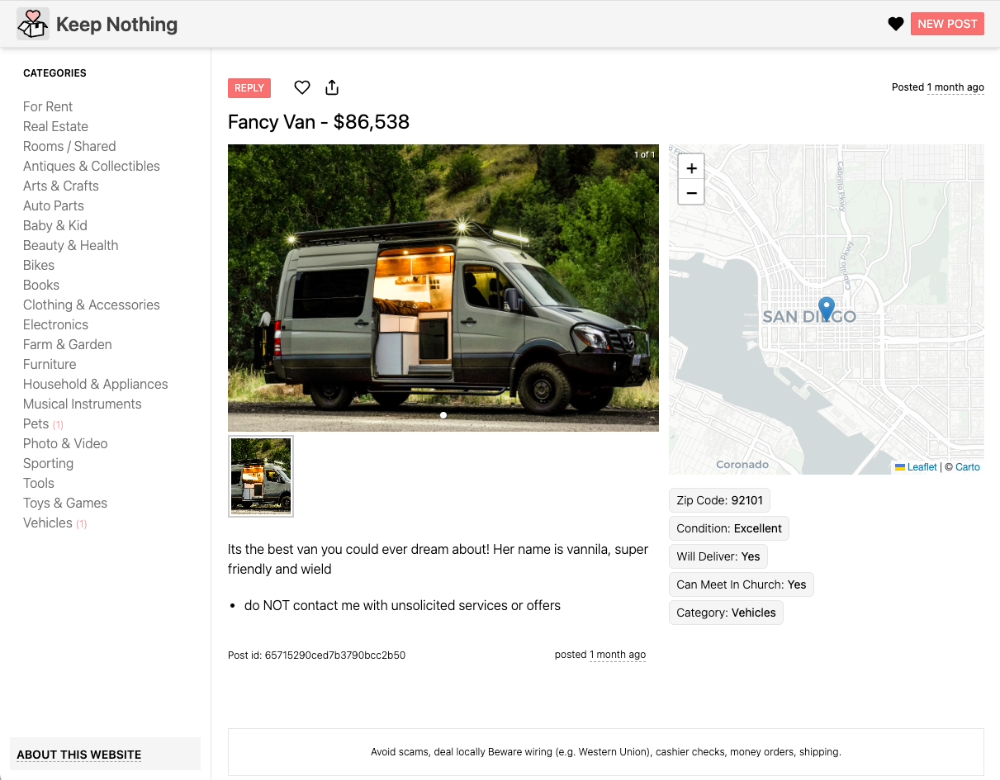 Keep Nothing
NEW POST
CATEGORIES
For Rent
Real Estate
Rooms / Shared
Antiques & Collectibles
Arts & Crafts
Auto Parts
Baby & Kid
Beauty & Health
Bikes
Books
Clothing & Accessories
Electronics
Farm & Garden
Furniture
Household & Appliances
Musical Instruments
Pets (1)
Photo & Video
Sporting
Tools
Toys & Games
Vehicles (1)
ABOUT THIS WEBSITE
REPLY
Posted 1 month ago
Fancy Van - $86,538
1 of 1
+
−
Cabrillo Pkwy
Cabrillo Pkwy
SAN DIEGO
Coronado
Leaflet | © Carto
Zip Code: 92101
Condition: Excellent
Will Deliver: Yes
Can Meet In Church: Yes
Category: Vehicles
Its the best van you could ever dream about! Her name is vannila, super
friendly and wield
• do NOT contact me with unsolicited services or offers
Post id: 65715290ced7b3790bcc2b50
posted 1 month ago
Avoid scams, deal locally Beware wiring (e.g. Western Union), cashier checks, money orders, shipping.